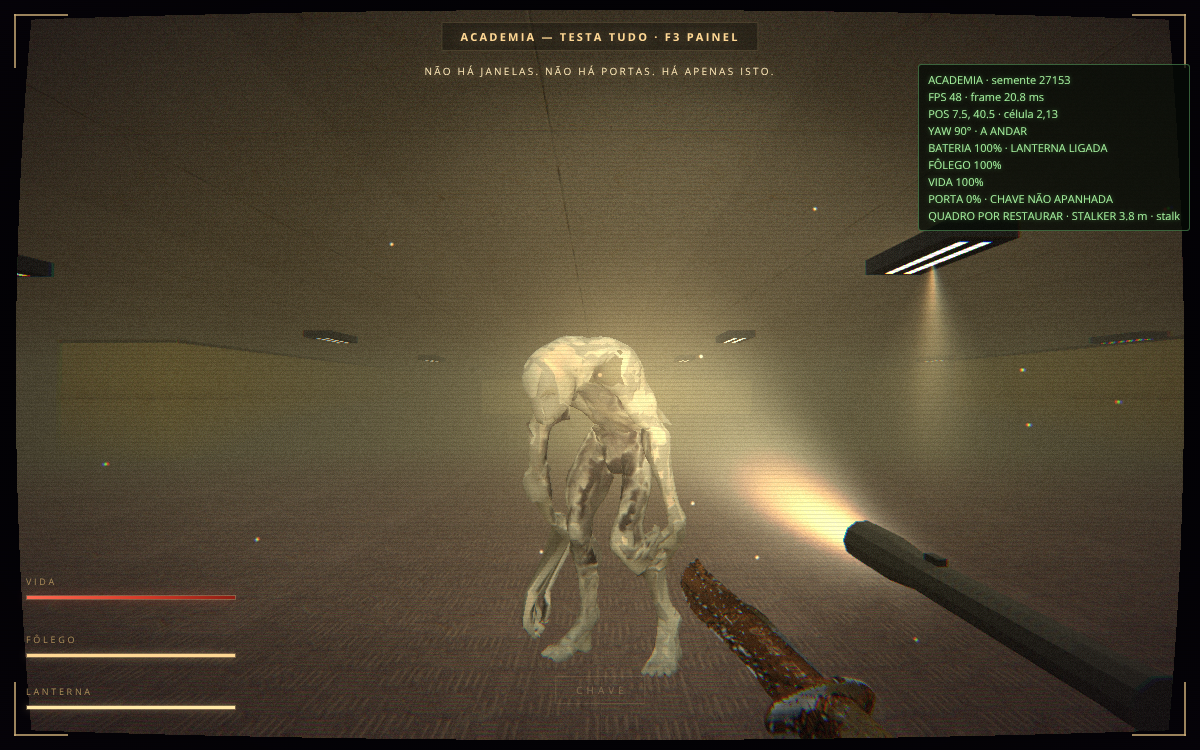 ACADEMIA — TESTA TUDO · F3 PAINEL
NÃO HÁ JANELAS. NÃO HÁ PORTAS. HÁ APENAS ISTO.
ACADEMIA · semente 27153
FPS 48 · frame 20.8 ms
POS 7.5, 40.5 · célula 2,13
YAW 90° · A ANDAR
BATERIA 100% · LANTERNA LIGADA
FÔLEGO 100%
VIDA 100%
PORTA 0% · CHAVE NÃO APANHADA
QUADRO POR RESTAURAR · STALKER 3.8 m · stalk
VIDA
FÔLEGO
LANTERNA
CHAVE